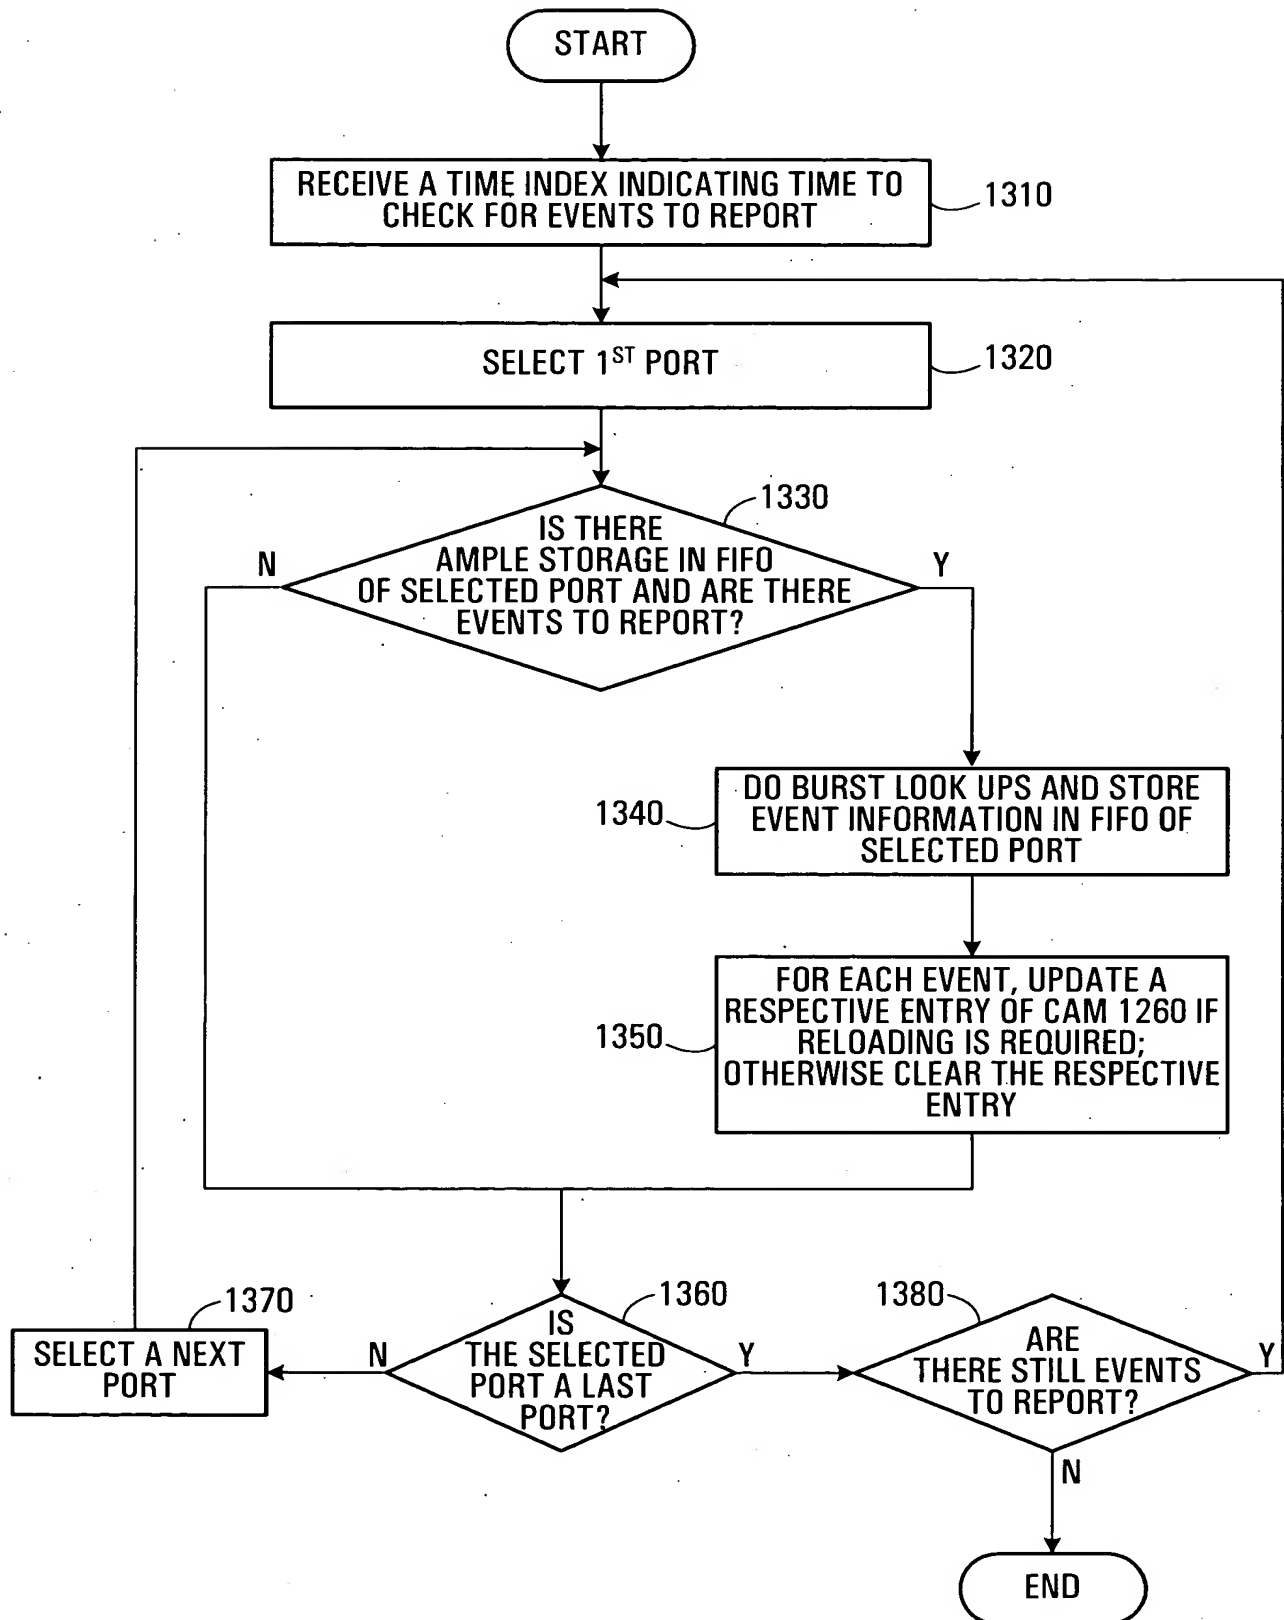 START
RECEIVE A TIME INDEX INDICATING TIME TO
CHECK FOR EVENTS TO REPORT
1310
SELECT 1ST PORT
1320
1330
IS THERE
AMPLE STORAGE IN FIFO
OF SELECTED PORT AND ARE THERE
EVENTS TO REPORT?
N
Y
DO BURST LOOK UPS AND STORE
EVENT INFORMATION IN FIFO OF
SELECTED PORT
1340
FOR EACH EVENT, UPDATE A
RESPECTIVE ENTRY OF CAM 1260 IF
RELOADING IS REQUIRED;
OTHERWISE CLEAR THE RESPECTIVE
ENTRY
1350
1370
SELECT A NEXT
PORT
N
1360
IS
THE SELECTED
PORT A LAST
PORT?
Y
1380
ARE
THERE STILL EVENTS
TO REPORT?
Y
N
END